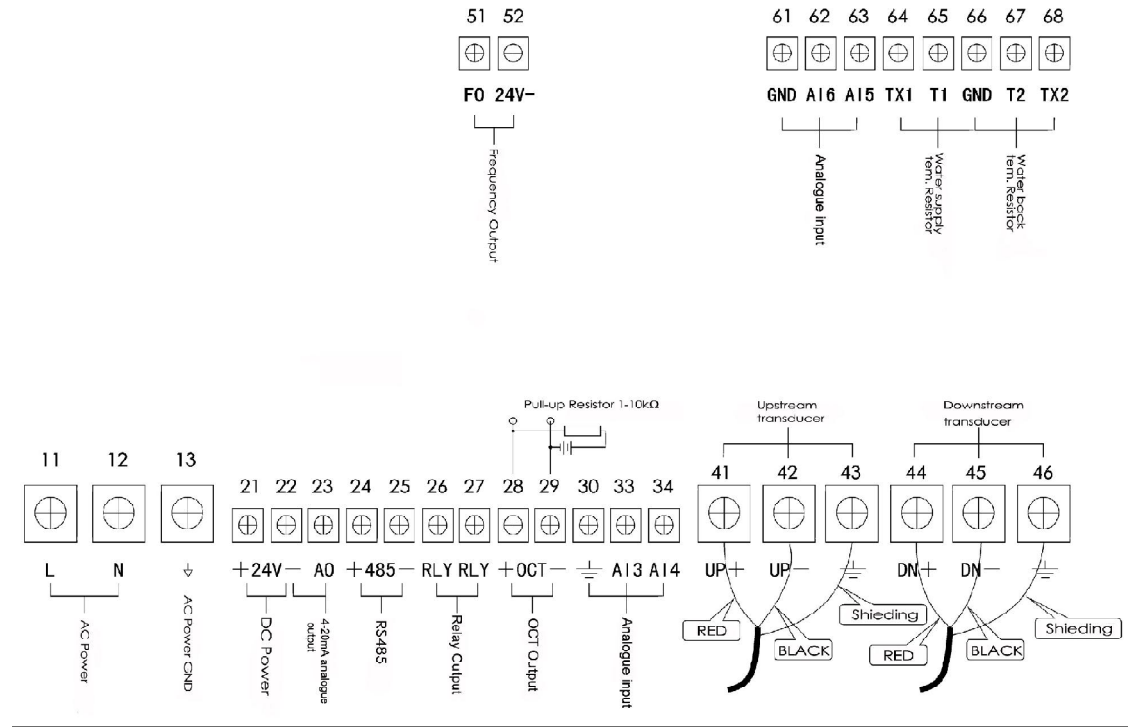 51 52
FO 24V-
Frequency Output
61 62 63 64 65 66 67 68
GND AI6 AI5 TX1 T1 GND T2 TX2
Analogue input
Water supply
tem. Resistor
Water back
tem. Resistor
Pull-up Resistor 1-10kΩ
Upstream
transducer
Downstream
transducer
11 12 13
21 22 23 24 25 26 27 28 29 30 33 34
41 42 43 44 45 46
L N
+24V- AO +485- RLY RLY +OCT- AI3 AI4
UP+ UP- DN+ DN-
AC Power
AC Power GND
DC Power
4-20mA analogue
output
RS485
Relay Culput
OCT Output
Analogue input
RED
BLACK
Shieding
RED
BLACK
Shieding